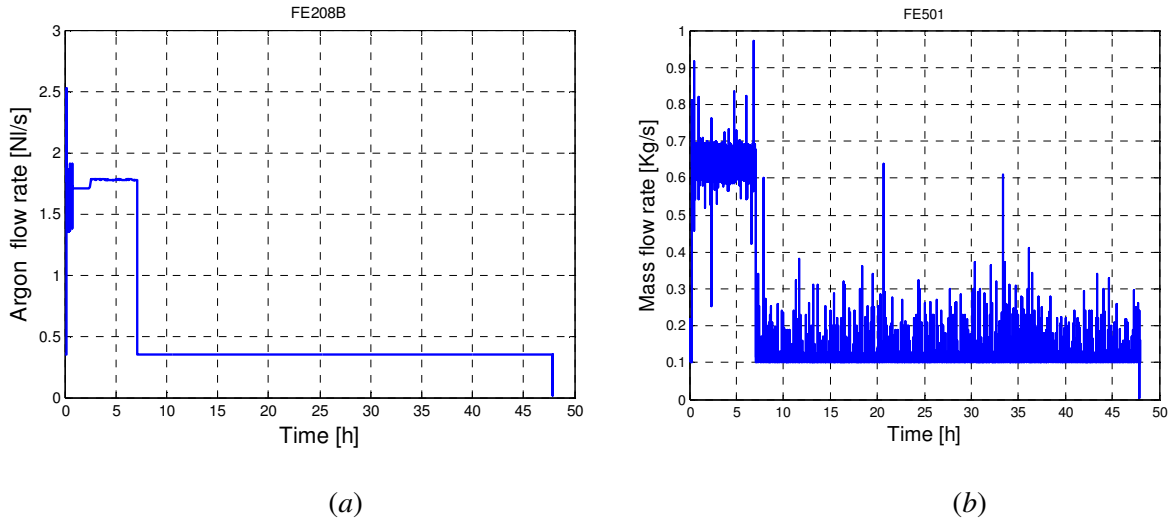 FE208B
3
2.5
2
1.5
1
0.5
0
Argon flow rate [Nl/s]
0 5 10 15 20 25 30 35 40 45 50
Time [h]
(a)
FE501
1
0.9
0.8
0.7
0.6
0.5
0.4
0.3
0.2
0.1
0
Mass flow rate [Kg/s]
0 5 10 15 20 25 30 35 40 45 50
Time [h]
(b)